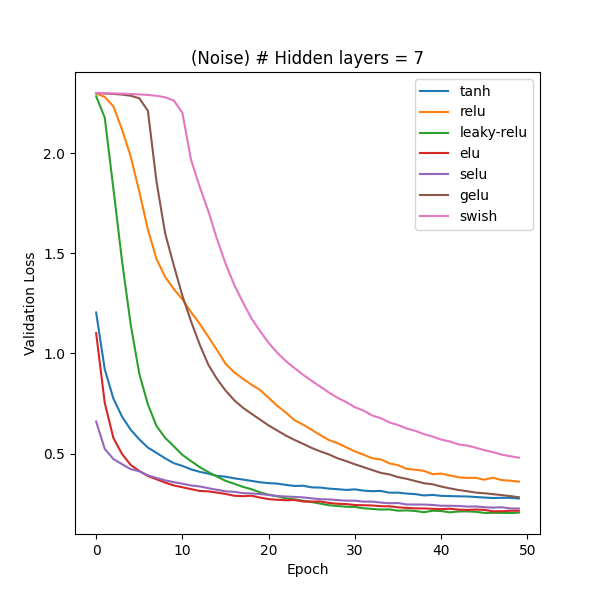 (Noise) # Hidden layers = 7
tanh
relu
leaky-relu
elu
selu
gelu
swish
Validation Loss
2.0
1.5
1.0
0.5
0
10
20
30
40
50
Epoch